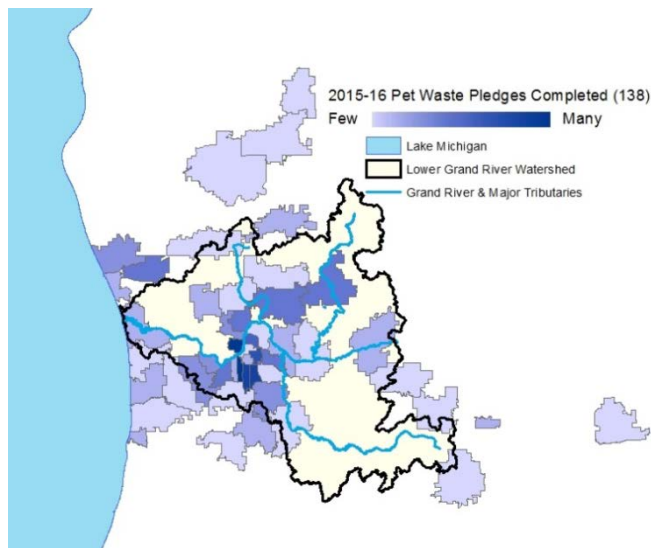 2015-16 Pet Waste Pledges Completed (138)
Few Many
Lake Michigan
Lower Grand River Watershed
Grand River & Major Tributaries